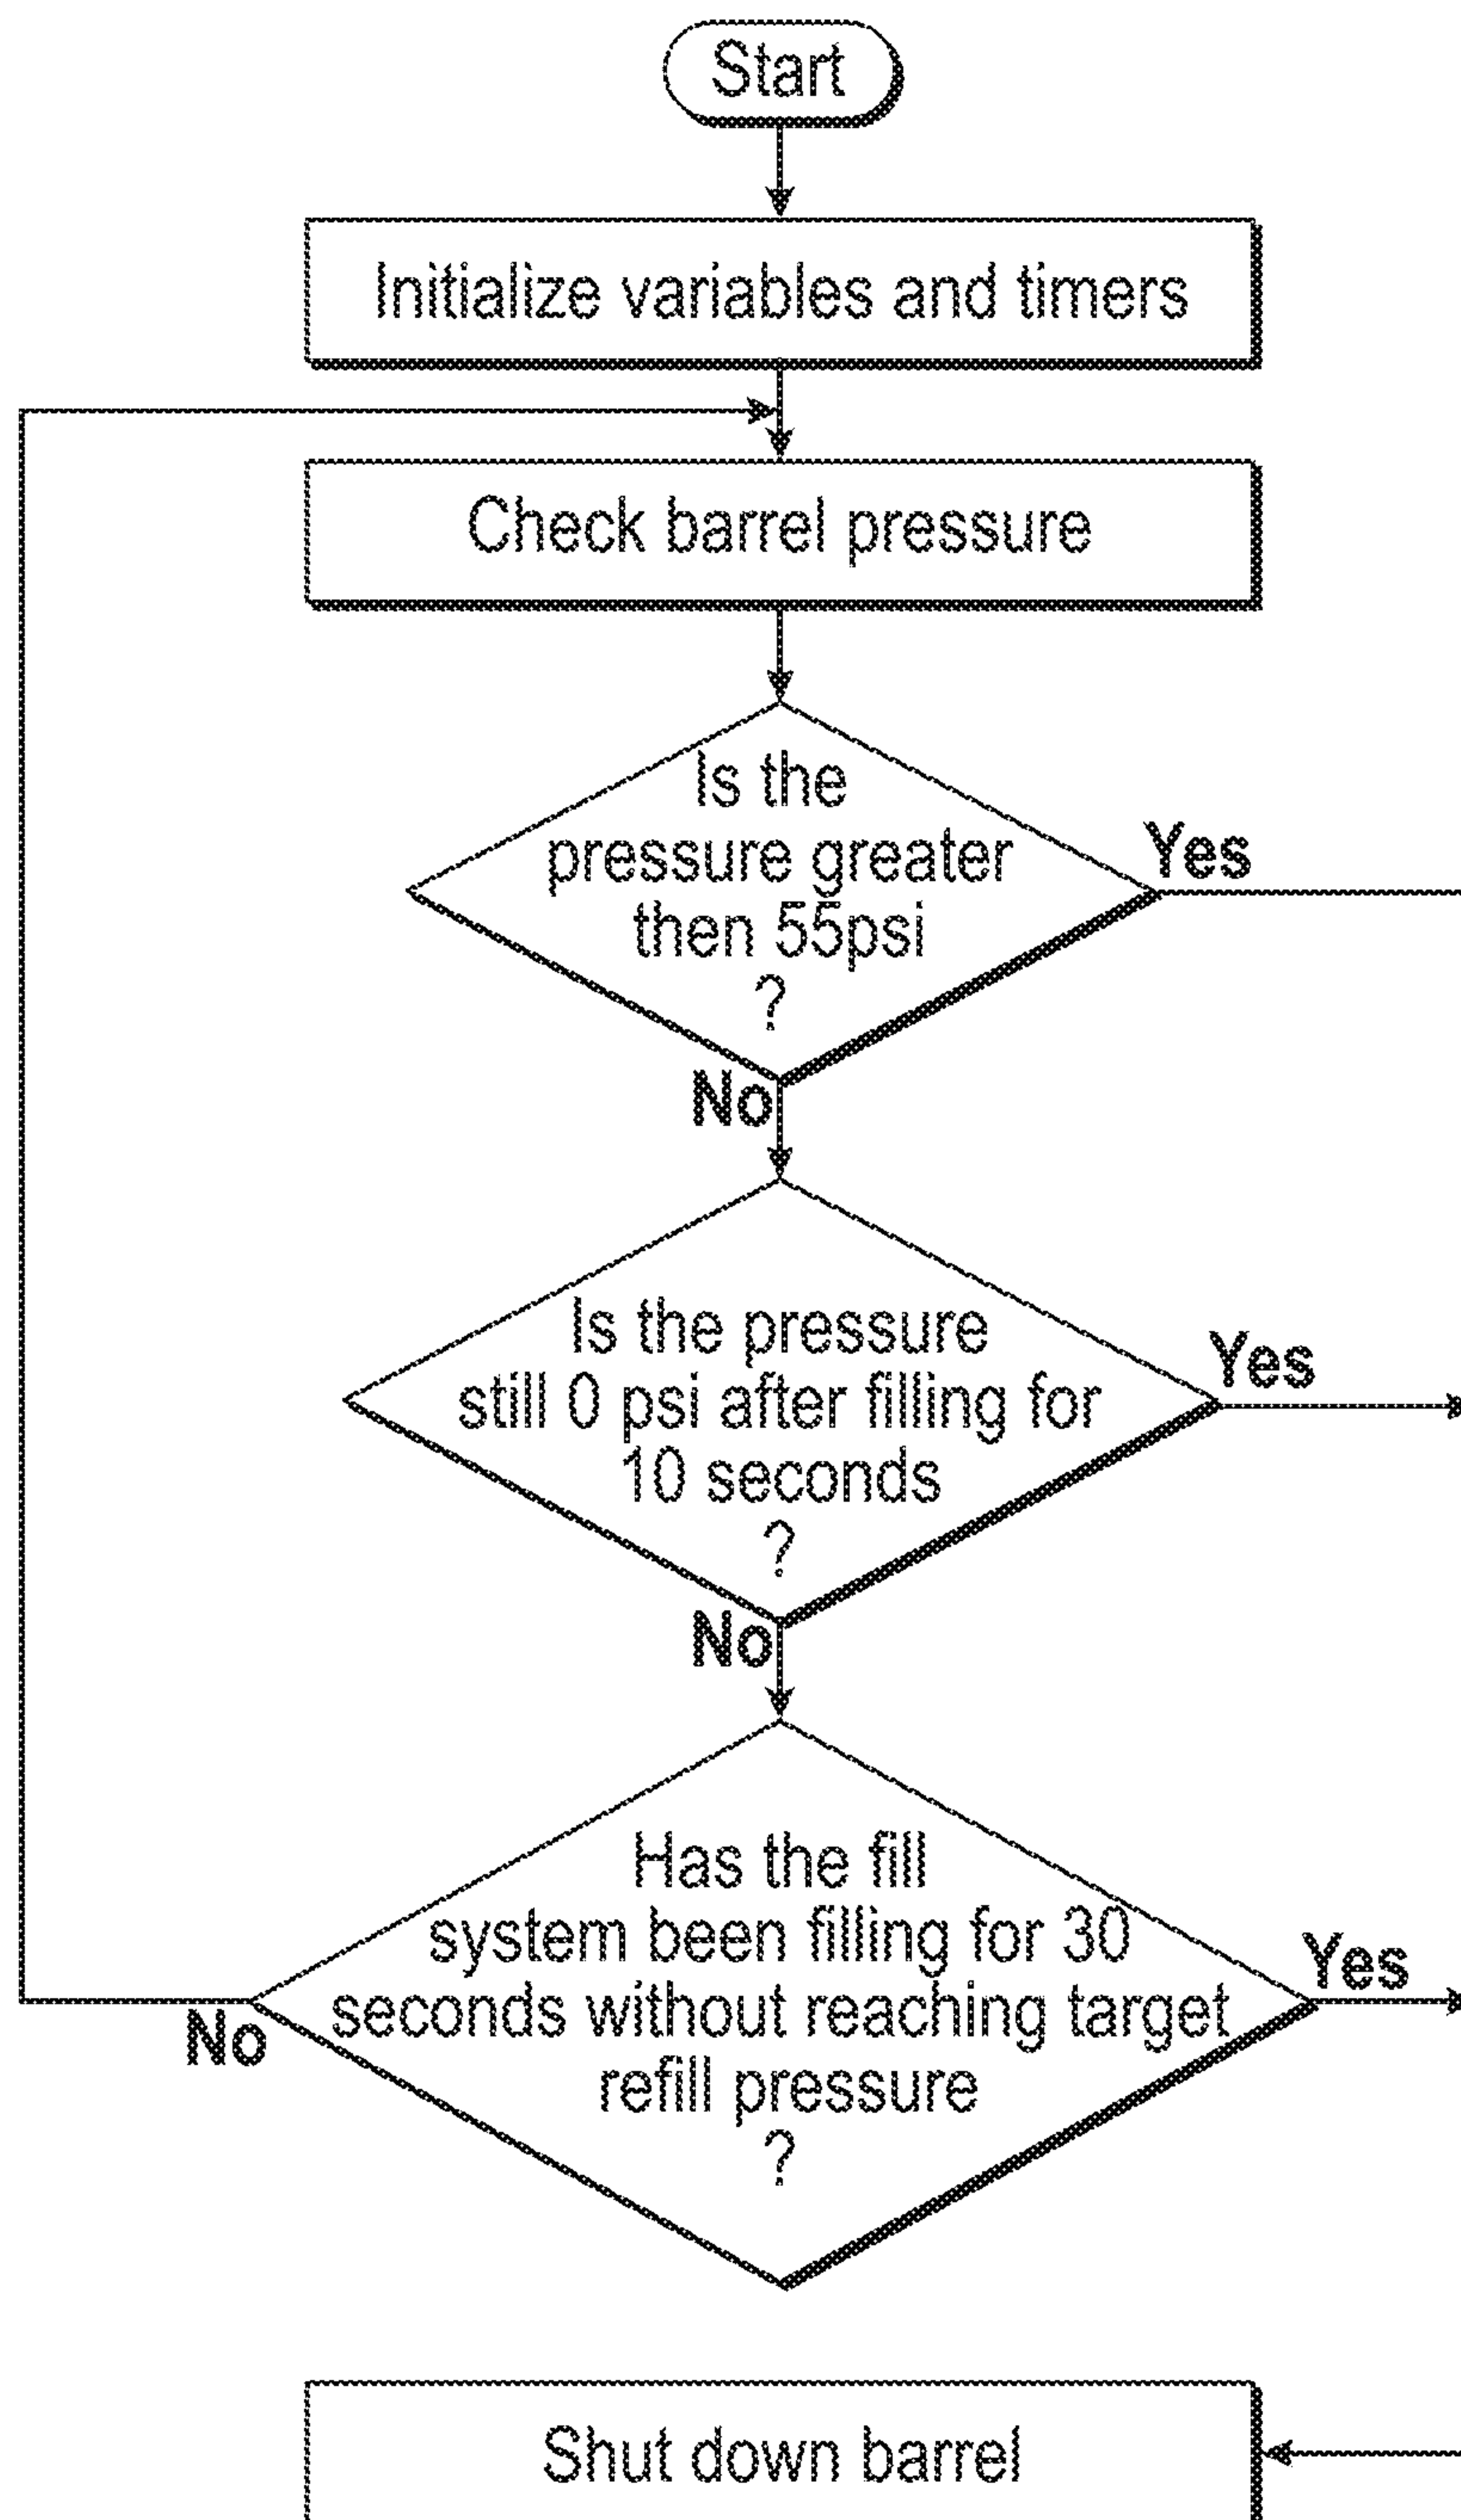 Start
Initialize variables and timers
Check barrel pressure
Is the
pressure greater
then 55psi
?
Yes
No
Is the pressure
still 0 psi after filling for
10 seconds
?
Yes
No
Has the fill
system been filling for 30
seconds without reaching target
refill pressure
?
Yes
No
Shut down barrel